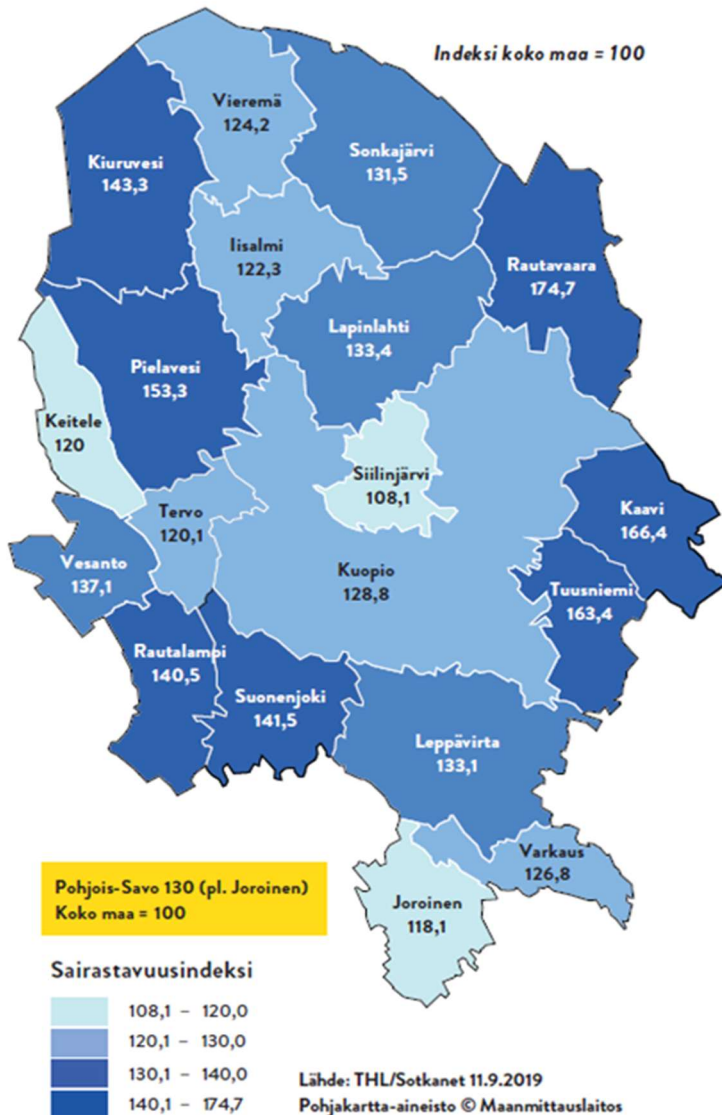 Indeksi koko maa = 100
Vieremä
124,2
Kiuruvesi
143,3
Sonkajärvi
131,5
Iisalmi
122,3
Rautavaara
174,7
Lapinlahti
133,4
Pielavesi
153,3
Keitele
120
Siilinjärvi
108,1
Kaavi
166,4
Tervo
120,1
Vesanto
137,1
Kuopio
128,8
Tuusniemi
163,4
Rautalampi
140,5
Suonenjoki
141,5
Leppävirta
133,1
Varkaus
126,8
Joroinen
118,1
Pohjois-Savo 130 (pl. Joroinen)
Koko maa = 100
Sairastavuusindeksi
108,1 – 120,0
120,1 – 130,0
130,1 – 140,0
140,1 – 174,7
Lähde: THL/Sotkanet 11.9.2019
Pohjakartta-aineisto © Maanmittauslaitos